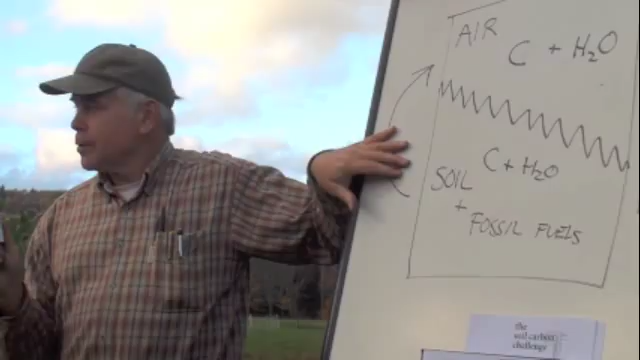 AIR
C + H₂O
C + H₂O
SOIL
+
FOSSIL FUELS
the
soil carbon
challenge